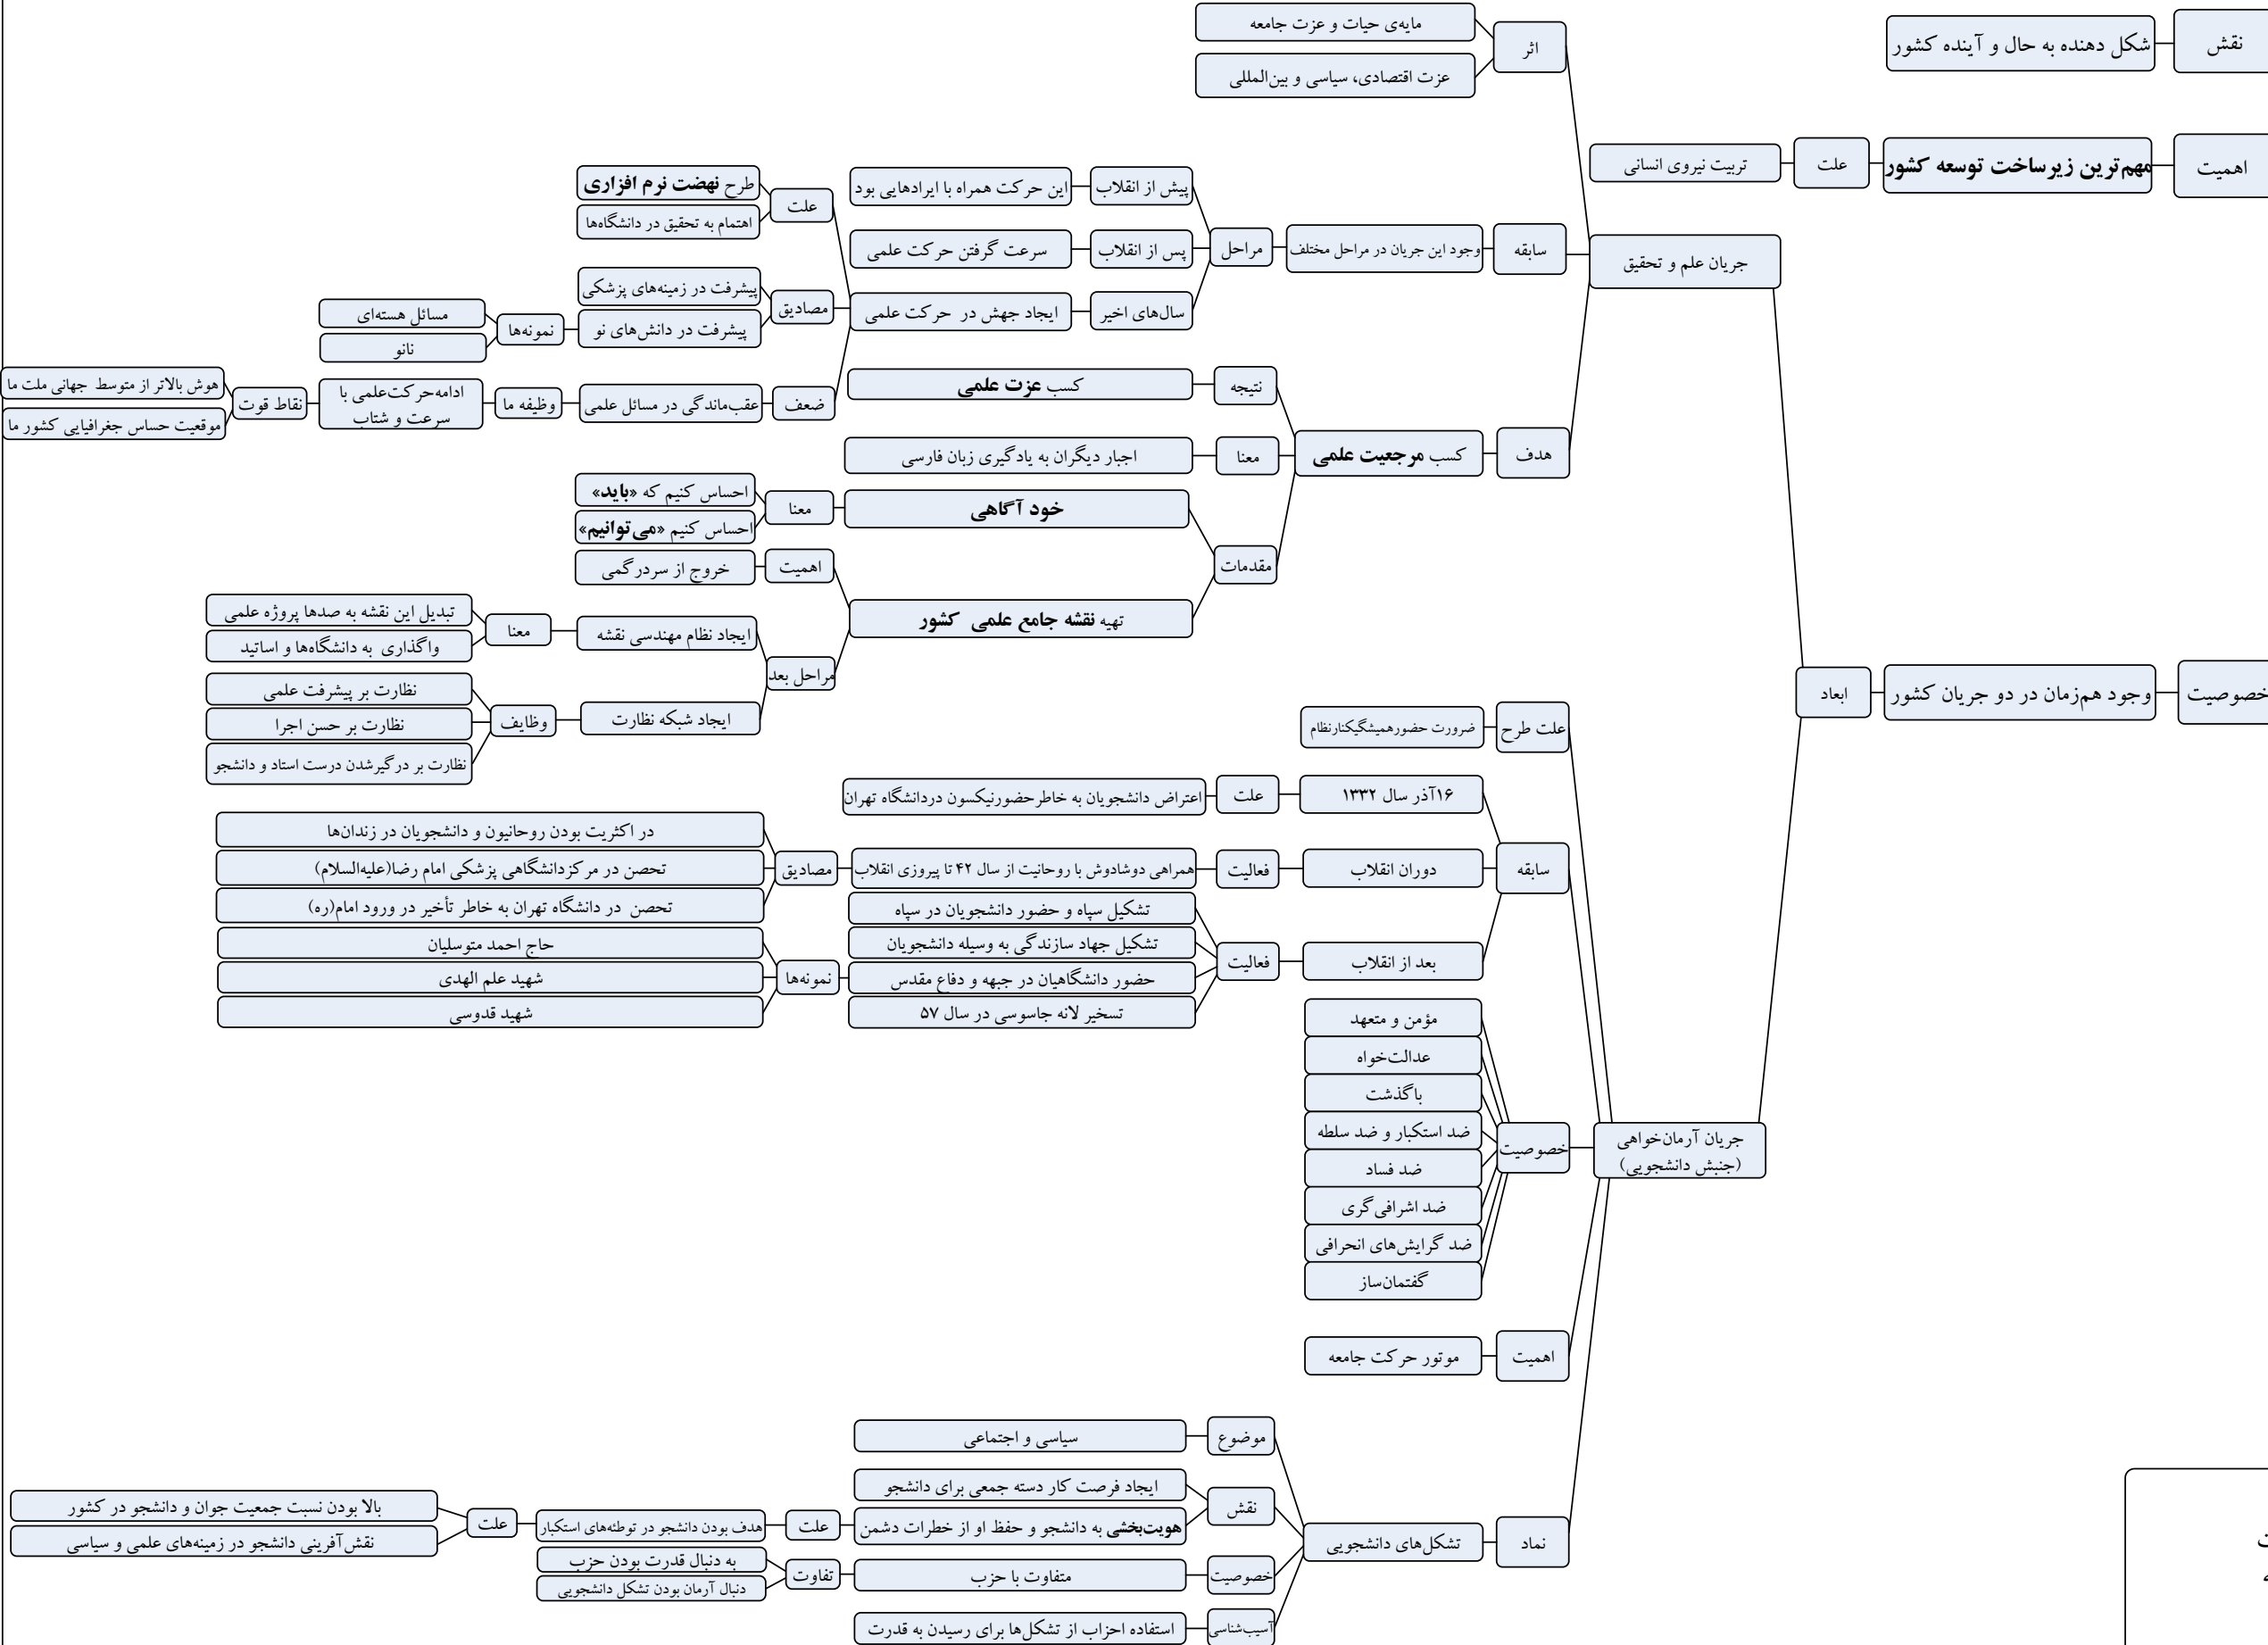 نقش
شکل دهنده به حال و آینده کشور
اهمیت
مهم‌ترین زیرساخت توسعه کشور
علت
تربیت نیروی انسانی
خصوصیت
وجود هم‌زمان در دو جریان کشور
ابعاد
جریان علم و تحقیق
اثر
مایه‌ی حیات و عزت جامعه
عزت اقتصادی، سیاسی و بین‌المللی
سابقه
وجود این جریان در مراحل مختلف
مراحل
پیش از انقلاب
این حرکت همراه با ایرادهایی بود
پس از انقلاب
سرعت گرفتن حرکت علمی
سال‌های اخیر
ایجاد جهش در حرکت علمی
علت
طرح نهضت نرم افزاری
اهتمام به تحقیق در دانشگاه‌ها
مصادیق
پیشرفت در زمینه‌های پزشکی
پیشرفت در دانش‌های نو
نمونه‌ها
مسائل هسته‌ای
نانو
ضعف
عقب‌ماندگی در مسائل علمی
وظیفه ما
ادامه‌حرکت‌علمی با
سرعت و شتاب
نقاط قوت
هوش بالاتر از متوسط جهانی ملت ما
موقعیت حساس جغرافیایی کشور ما
هدف
کسب مرجعیت علمی
نتیجه
کسب عزت علمی
معنا
اجبار دیگران به یادگیری زبان فارسی
مقدمات
خود آگاهی
معنا
احساس کنیم که «باید»
احساس کنیم «می‌توانیم»
تهیه نقشه جامع علمی کشور
اهمیت
خروج از سردرگمی
مراحل بعد
ایجاد نظام مهندسی نقشه
معنا
تبدیل این نقشه به صدها پروژه علمی
واگذاری به دانشگاه‌ها و اساتید
ایجاد شبکه نظارت
وظایف
نظارت بر پیشرفت علمی
نظارت بر حسن اجرا
نظارت بر درگیرشدن درست استاد و دانشجو
جریان آرمان‌خواهی
(جنبش دانشجویی)
علت طرح
ضرورت حضورهمیشگیکنارنظام
سابقه
۱۶آذر سال ۱۳۳۲
علت
اعتراض دانشجویان به خاطرحضورنیکسون دردانشگاه تهران
دوران انقلاب
فعالیت
همراهی دوشادوش با روحانیت از سال ۴۲ تا پیروزی انقلاب
مصادیق
در اکثریت بودن روحانیون و دانشجویان در زندان‌ها
تحصن در مرکزدانشگاهی پزشکی امام رضا(علیه‌السلام)
تحصن در دانشگاه تهران به خاطر تأخیر در ورود امام(ره)
بعد از انقلاب
فعالیت
تشکیل سپاه و حضور دانشجویان در سپاه
تشکیل جهاد سازندگی به وسیله دانشجویان
حضور دانشگاهیان در جبهه و دفاع مقدس
نمونه‌ها
حاج احمد متوسلیان
شهید علم الهدی
شهید قدوسی
تسخیر لانه جاسوسی در سال ۵۷
خصوصیت
مؤمن و متعهد
عدالت‌خواه
باگذشت
ضد استکبار و ضد سلطه
ضد فساد
ضد اشرافی‌گری
ضد گرایش‌های انحرافی
گفتمان‌ساز
اهمیت
موتور حرکت جامعه
نماد
تشکل‌های دانشجویی
موضوع
سیاسی و اجتماعی
نقش
ایجاد فرصت کار دسته جمعی برای دانشجو
هویت‌بخشی به دانشجو و حفظ او از خطرات دشمن
علت
هدف بودن دانشجو در توطئه‌های استکبار
علت
بالا بودن نسبت جمعیت جوان و دانشجو در کشور
نقش‌آفرینی دانشجو در زمینه‌های علمی و سیاسی
خصوصیت
متفاوت با حزب
تفاوت
به دنبال قدرت بودن حزب
دنبال آرمان بودن تشکل دانشجویی
آسیب‌شناسی
استفاده احزاب از تشکل‌ها برای رسیدن به قدرت